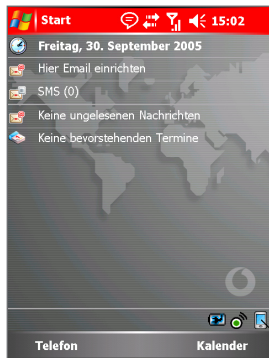 Start 15:02
Freitag, 30. September 2005
Hier Email einrichten
SMS (0)
Keine ungelesenen Nachrichten
Keine bevorstehenden Termine
Telefon Kalender